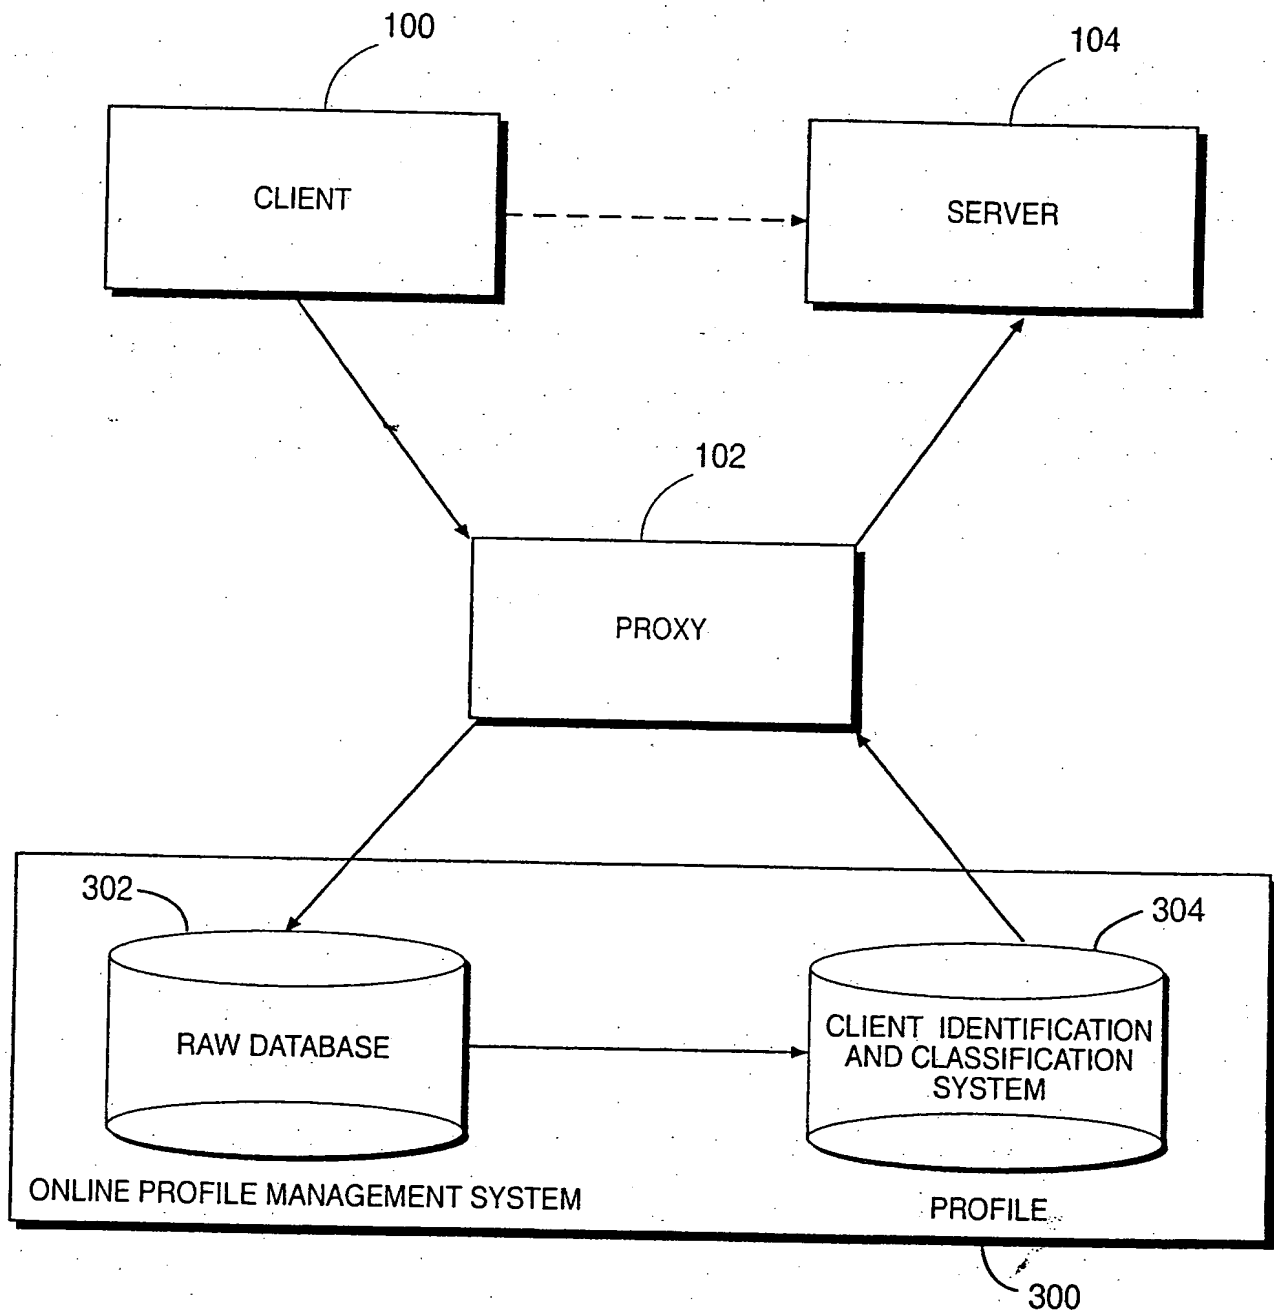 100
104
CLIENT
SERVER
102
PROXY
302
304
RAW DATABASE
CLIENT IDENTIFICATION
AND CLASSIFICATION
SYSTEM
ONLINE PROFILE MANAGEMENT SYSTEM
PROFILE
300